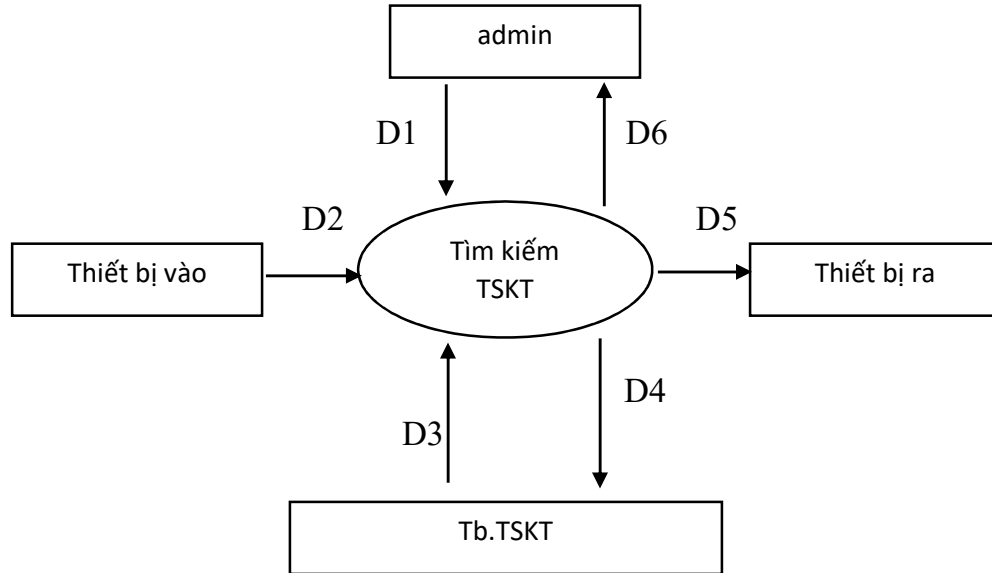 admin
D1
D6
D2
D5
Thiết bị vào
Tìm kiếm
TSKT
Thiết bị ra
D3
D4
Tb.TSKT